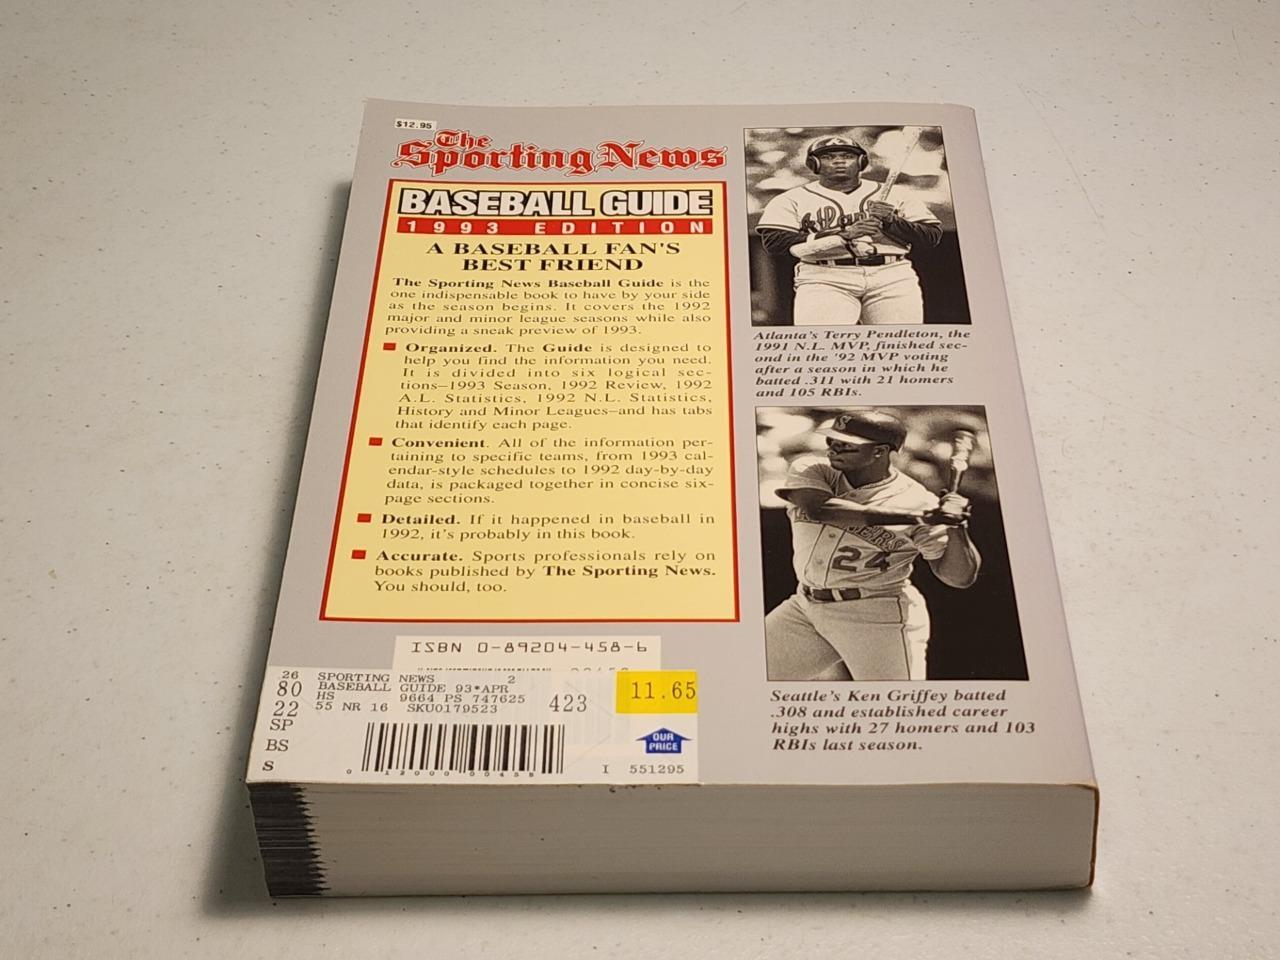 $12.95
The
Sporting News
BASEBALL GUIDE
1993 EDITION
A BASEBALL FAN'S
BEST FRIEND
The Sporting News Baseball Guide is the
one indispensable book to have by your side
as the season begins. It covers the 1992
major and minor league seasons while also
providing a sneak preview of 1993.
Organized. The Guide is designed to
help you find the information you need.
It is divided into six logical sec-
tions—1993 Season, 1992 Review, 1992
A.L. Statistics, 1992 N.L. Statistics,
History and Minor Leagues—and has tabs
that identify each page.
Convenient. All of the information per-
taining to specific teams, from 1993 cal-
endar-style schedules to 1992 day-by-day
data, is packaged together in concise six-
page sections.
Detailed. If it happened in baseball in
1992, it's probably in this book.
Accurate. Sports professionals rely on
books published by The Sporting News.
You should, too.
Atlanta
Atlanta's Terry Pendleton, the
1991 N.L. MVP, finished sec-
ond in the '92 MVP voting
after a season in which he
batted .311 with 21 homers
and 105 RBIs.
S
24
Seattle's Ken Griffey batted
.308 and established career
highs with 27 homers and 103
RBIs last season.
ISBN 0-89204-458-6
26
80
22
SP
BS
S
SPORTING NEWS 2
BASEBALL GUIDE 93*APR
HS 9664 PS 747625
55 NR 16 SKU0179523
423
11.65
OUR
PRICE
I 551295